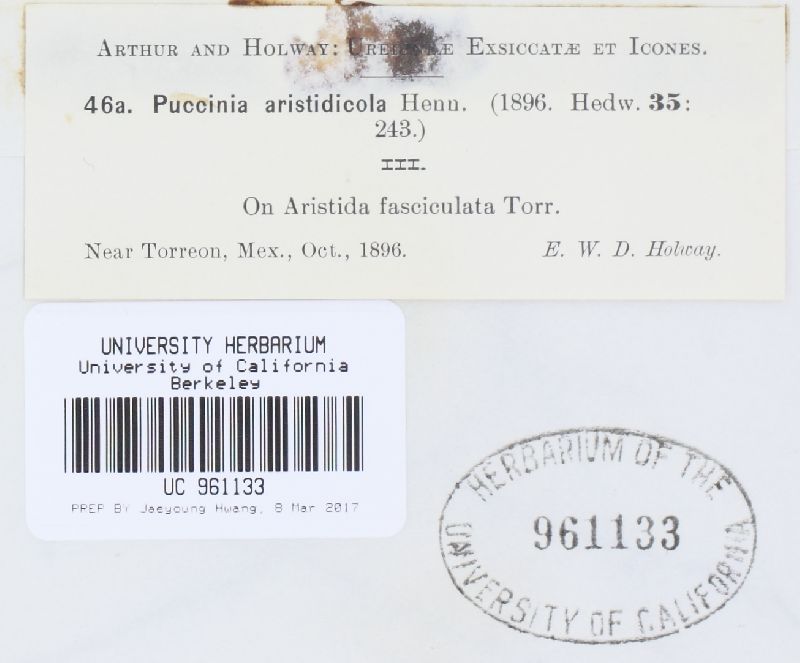 ARTHUR AND HOLWAY: UREDINEÆ EXSICCATÆ ET ICONES.
46a. Puccinia aristidicola Henn. (1896. Hedw. 35:
243.)
III.
On Aristida fasciculata Torr.
Near Torreon, Mex., Oct., 1896. E. W. D. Holway.
UNIVERSITY HERBARIUM
University of California
Berkeley
UC 961133
PREP BY Jaeyoung Hwang, 8 Mar 2017
HERBARIUM OF THE
961133
UNIVERSITY OF CALIFORNIA